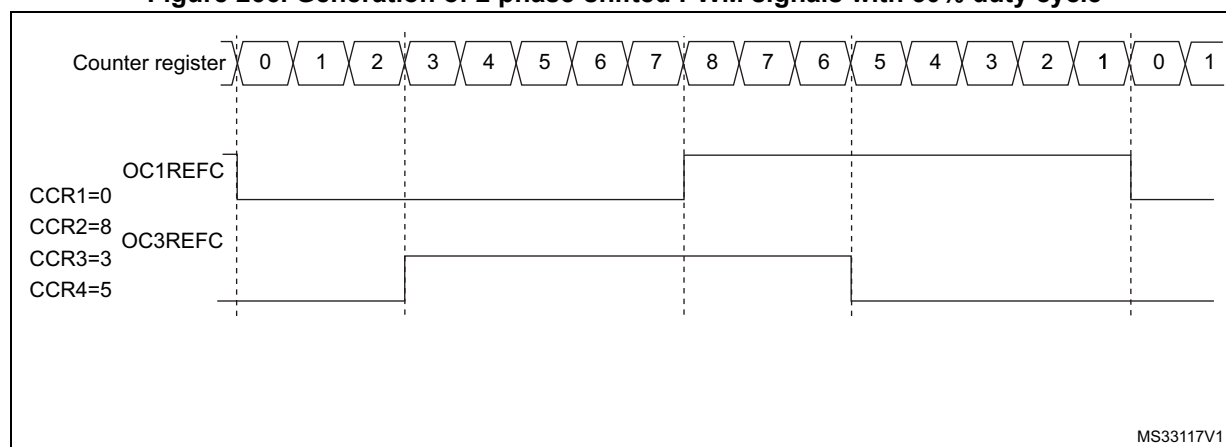 Figure 266. Generation of 2 phase-shifted PWM signals with 50% duty cycle
Counter register 0 1 2 3 4 5 6 7 8 7 6 5 4 3 2 1 0 1
OC1REFC
CCR1=0
CCR2=8
OC3REFC
CCR3=3
CCR4=5
MS33117V1